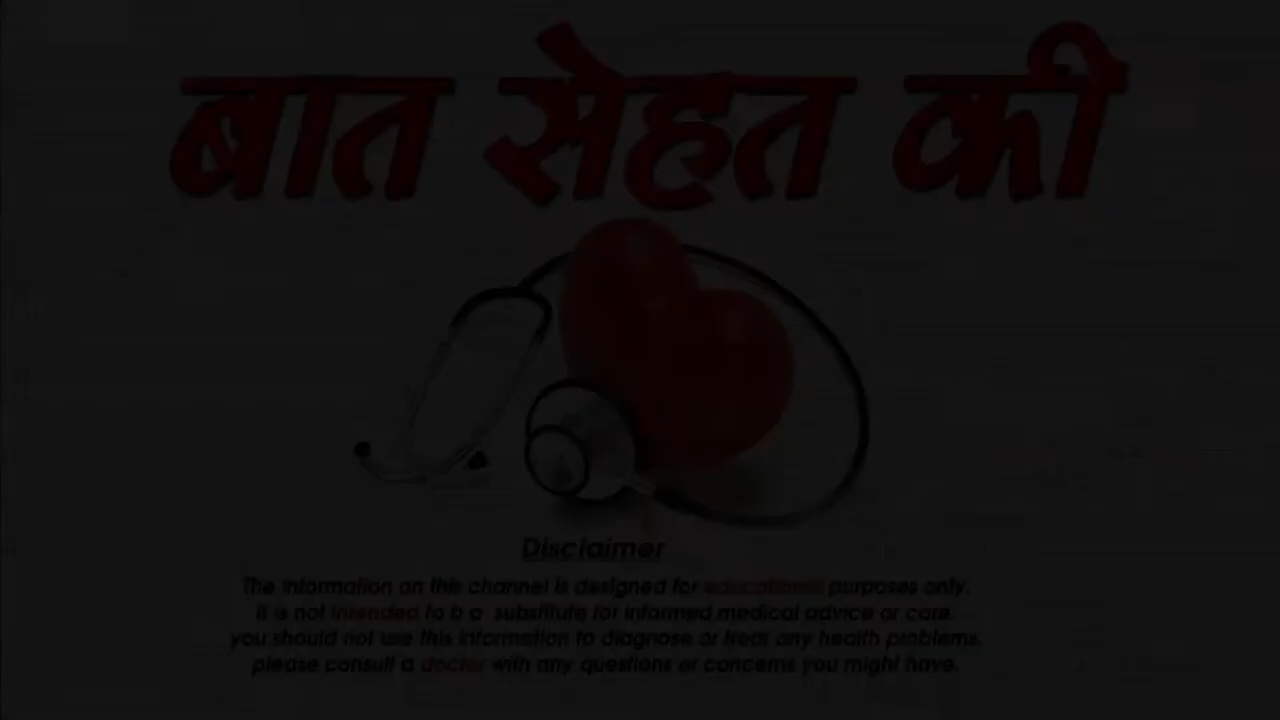 बात सेहत की
Disclaimer
The information on this channel is designed for educational purposes only.
it is not intended to b a substitute for informed medical advice or care.
you should not use this information to diagnose or treat any health problems.
please consult a doctor with any questions or concerns you might have.